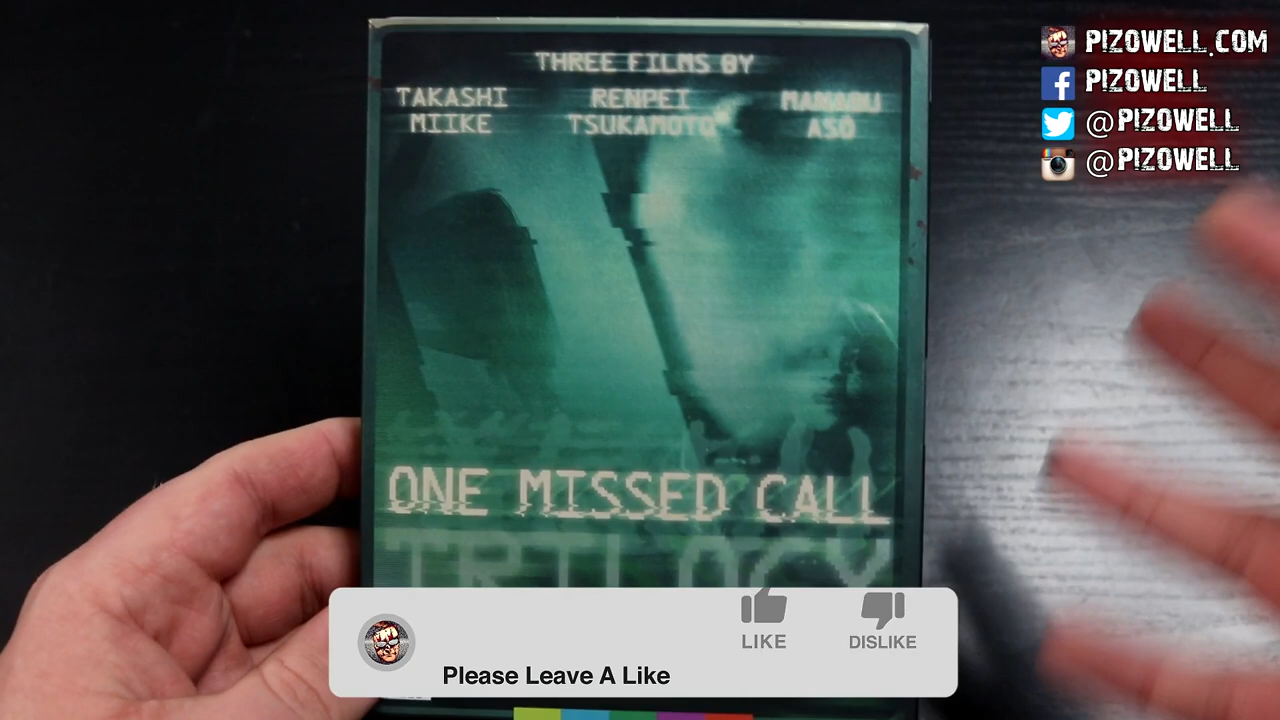 THREE FILMS BY
TAKASHI MIIKE
RENPEI TSUKAMOTO
MANABU ASO
ONE MISSED CALL
TRILOGY
PIZOWELL.COM
PIZOWELL
@PIZOWELL
@PIZOWELL
LIKE
DISLIKE
Please Leave A Like